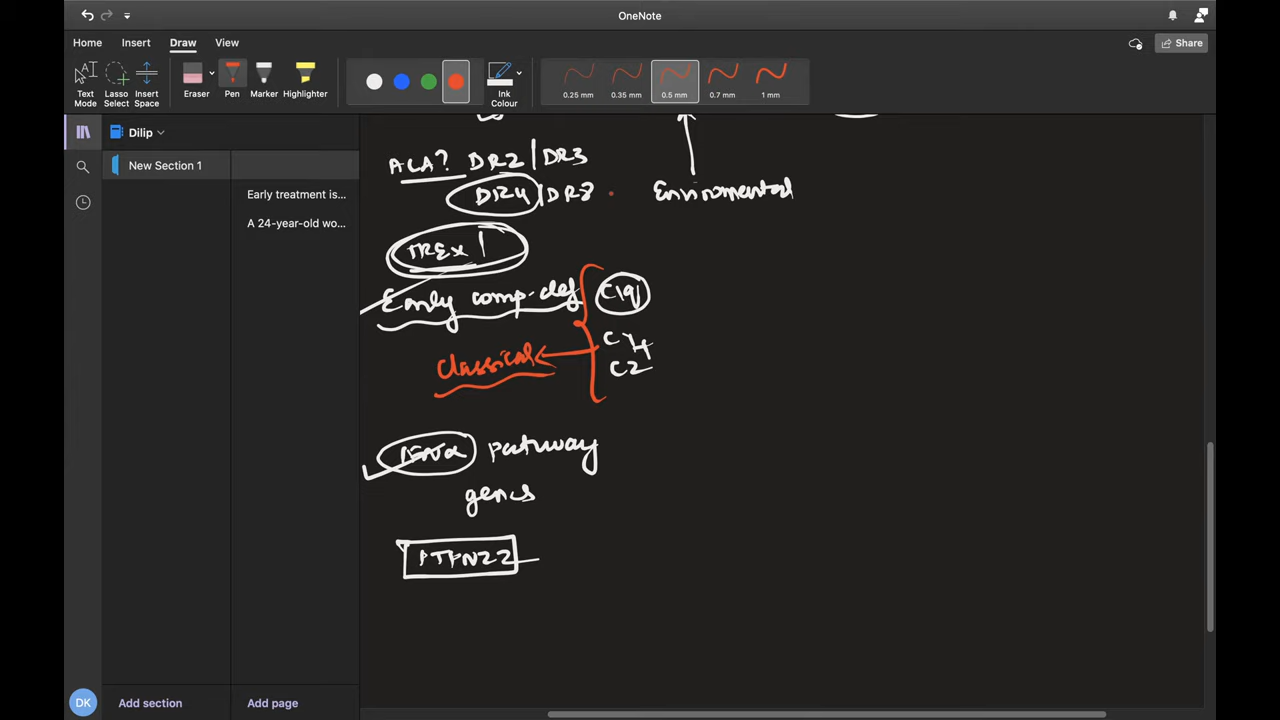 OneNote
Home Insert Draw View
Share
Text Mode
Lasso Select
Insert Space
Eraser
Pen
Marker
Highlighter
Ink Colour
0.25 mm
0.35 mm
0.5 mm
0.7 mm
1 mm
Dilip
New Section 1
Early treatment is...
A 24-year-old wo...
? DR2 | DR3
DR4 | DR8
Enviromental
TREX 1
Early comp. def
C1q
C4
C2
classical
pathway
genes
PTPN22
DK
Add section
Add page